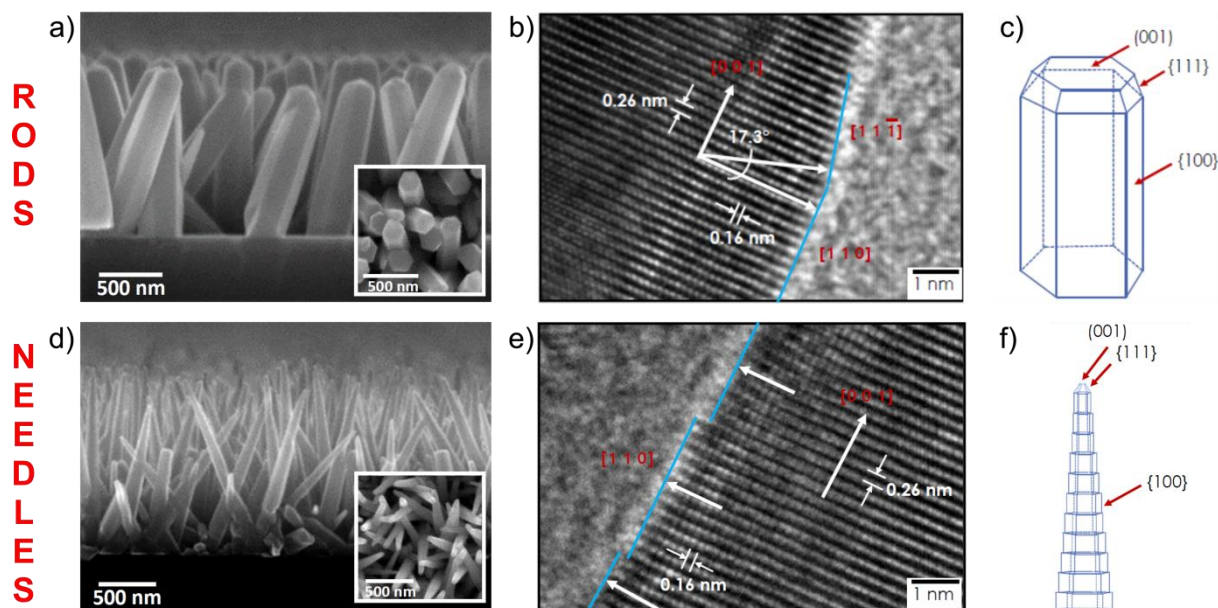 RODS
a)
500 nm
500 nm
b)
[0 0 1]
0.26 nm
17.3°
[1 1 1̅]
0.16 nm
[1 1 0]
1 nm
c)
(001)
{111}
{100}
NEEDLES
d)
500 nm
500 nm
e)
[0 0 1]
[1 1 0]
0.26 nm
0.16 nm
1 nm
f)
(001)
{111}
{100}